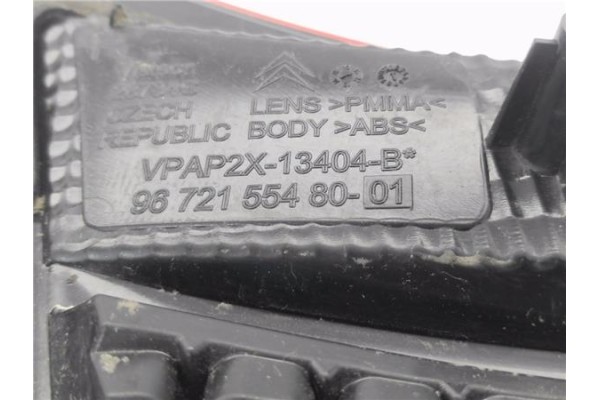 CZECH LENS >PMMA<
REPUBLIC BODY >ABS<
VPAP2X-13404-B*
96 721 554 80-01